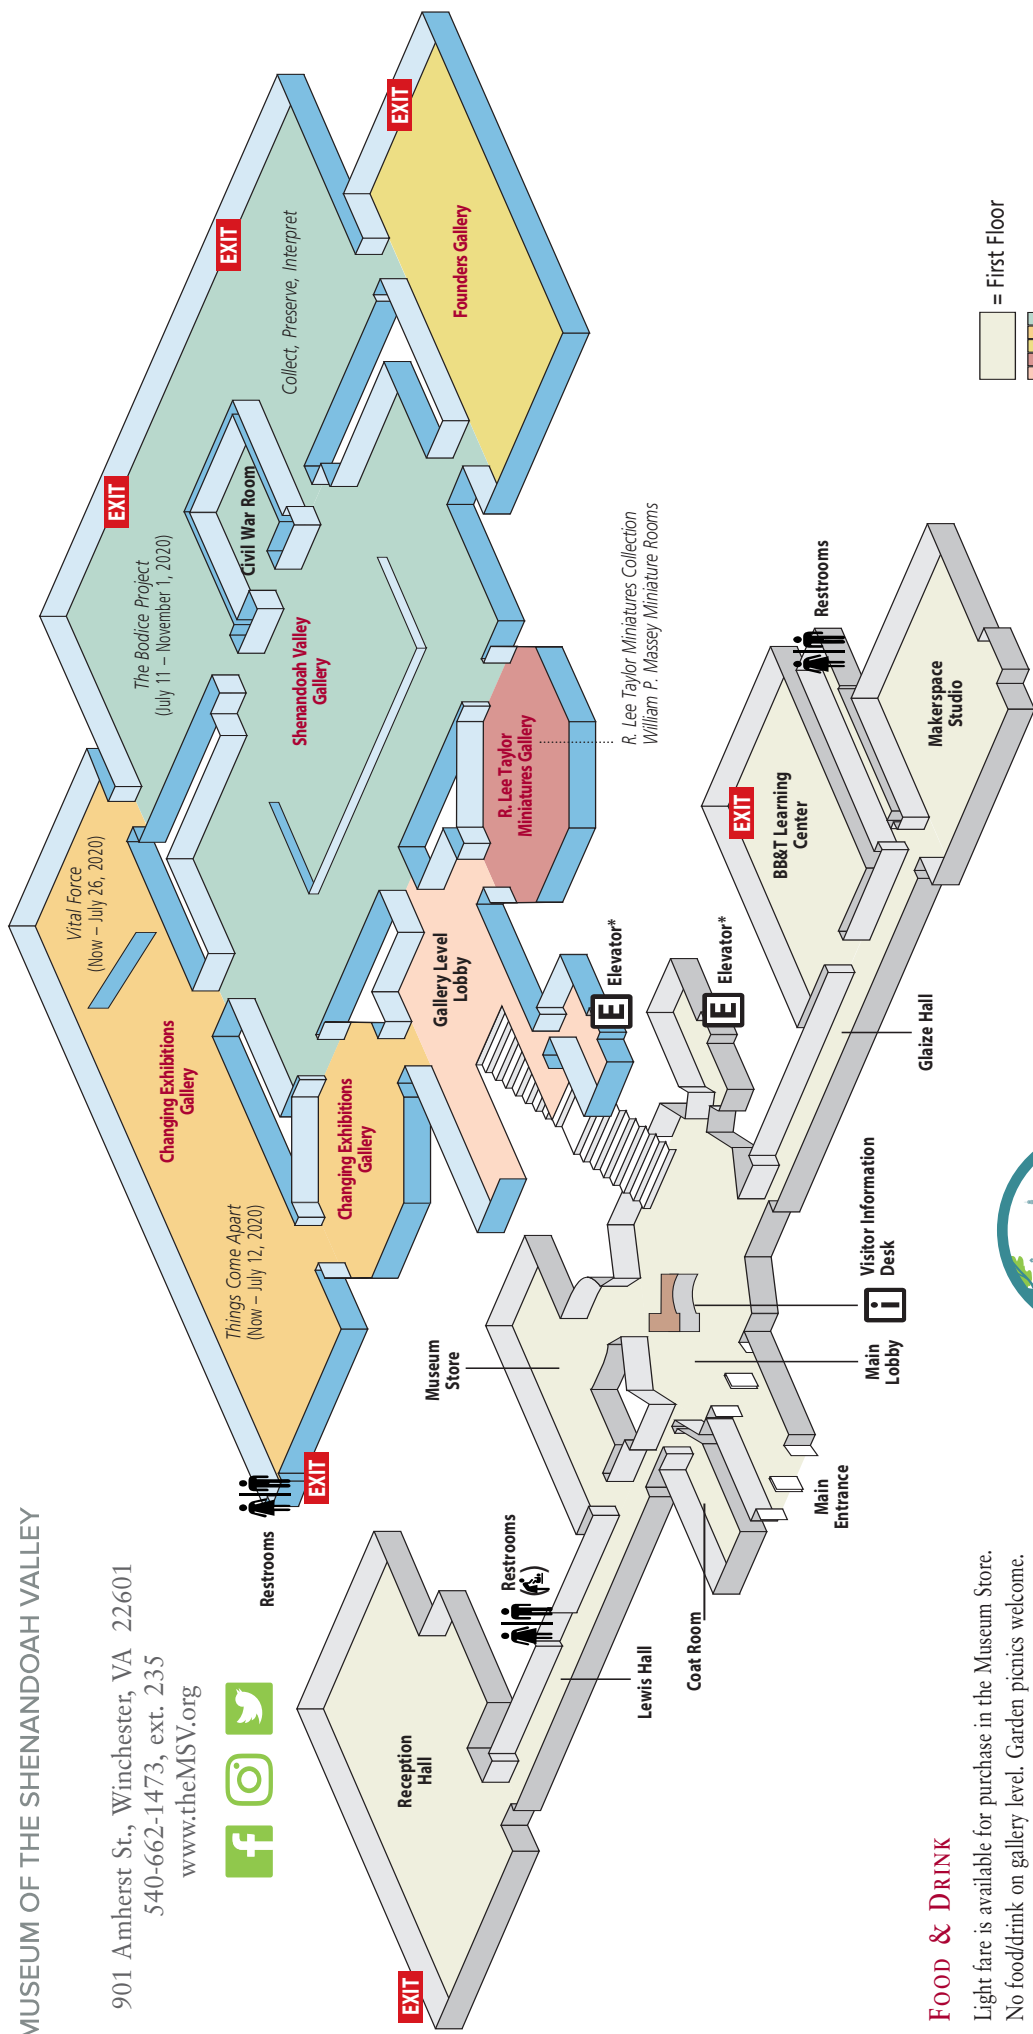 MUSEUM OF THE SHENANDOAH VALLEY
901 Amherst St., Winchester, VA 22601
540-662-1473, ext. 235
www.theMSV.org
f
EXIT
Restrooms
EXIT
Things Come Apart
(Now – July 12, 2020)
Changing Exhibitions
Gallery
Vital Force
(Now – July 26, 2020)
Changing Exhibitions
Gallery
The Bodice Project
(July 11 – November 1, 2020)
EXIT
Civil War Room
Shenandoah Valley
Gallery
EXIT
Collect, Preserve, Interpret
EXIT
Founders Gallery
Gallery Level
Lobby
R. Lee Taylor
Miniatures Gallery
R. Lee Taylor Miniatures Collection
William P. Massey Miniature Rooms
E
Elevator*
Reception
Hall
Restrooms
Lewis Hall
Coat Room
Museum
Store
Main
Entrance
Main
Lobby
i
Visitor Information
Desk
E
Elevator*
Glaize Hall
EXIT
BB&T Learning
Center
Restrooms
Makerspace
Studio
= First Floor
FOOD & DRINK
Light fare is available for purchase in the Museum Store.
No food/drink on gallery level. Garden picnics welcome.